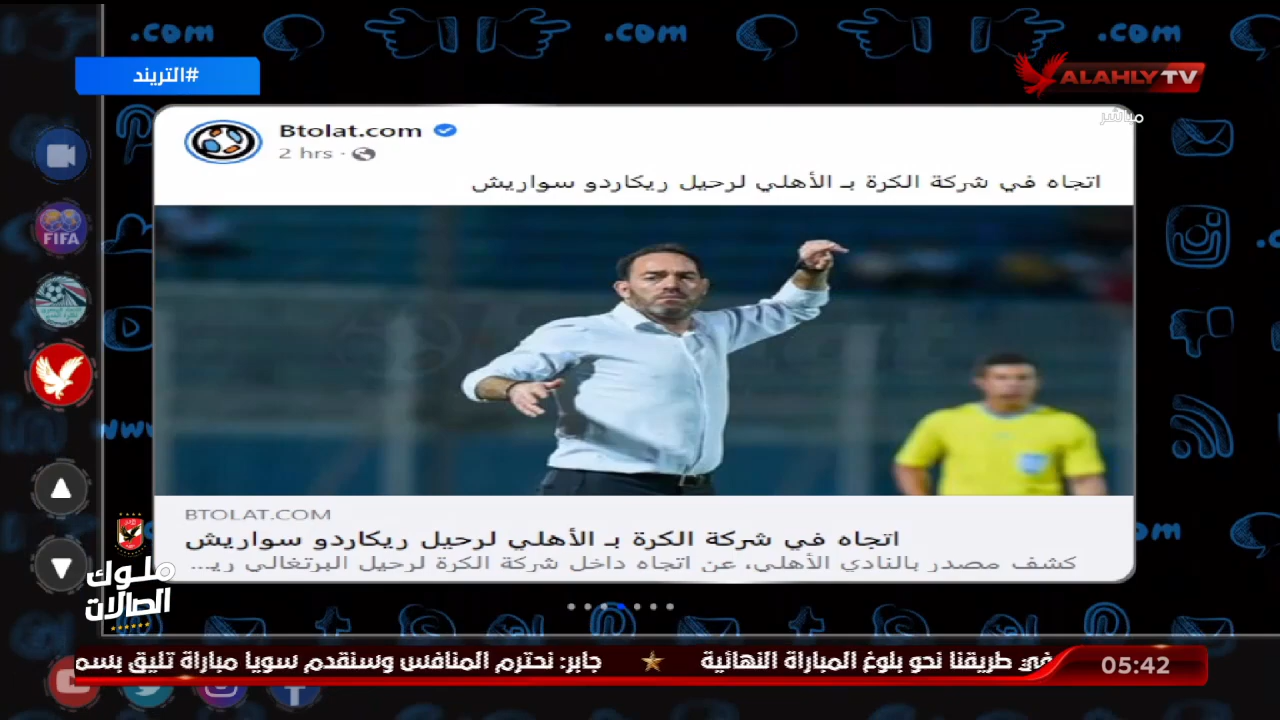 .com
.com
.com
#التريند
ALAHLY TV
مباشر
Btolat.com
2 hrs ·
اتجاه في شركة الكرة بـ الأهلي لرحيل ريكاردو سواريش
FIFA
BTOLAT.COM
اتجاه في شركة الكرة بـ الأهلي لرحيل ريكاردو سواريش
كشف مصدر بالنادي الأهلي، عن اتجاه داخل شركة الكرة لرحيل البرتغالي ريـ...
ملوك
الصالات
في طريقنا نحو بلوغ المباراة النهائية ★ جابر: نحترم المنافس وسنقدم سويا مباراة تليق بسم
05:42